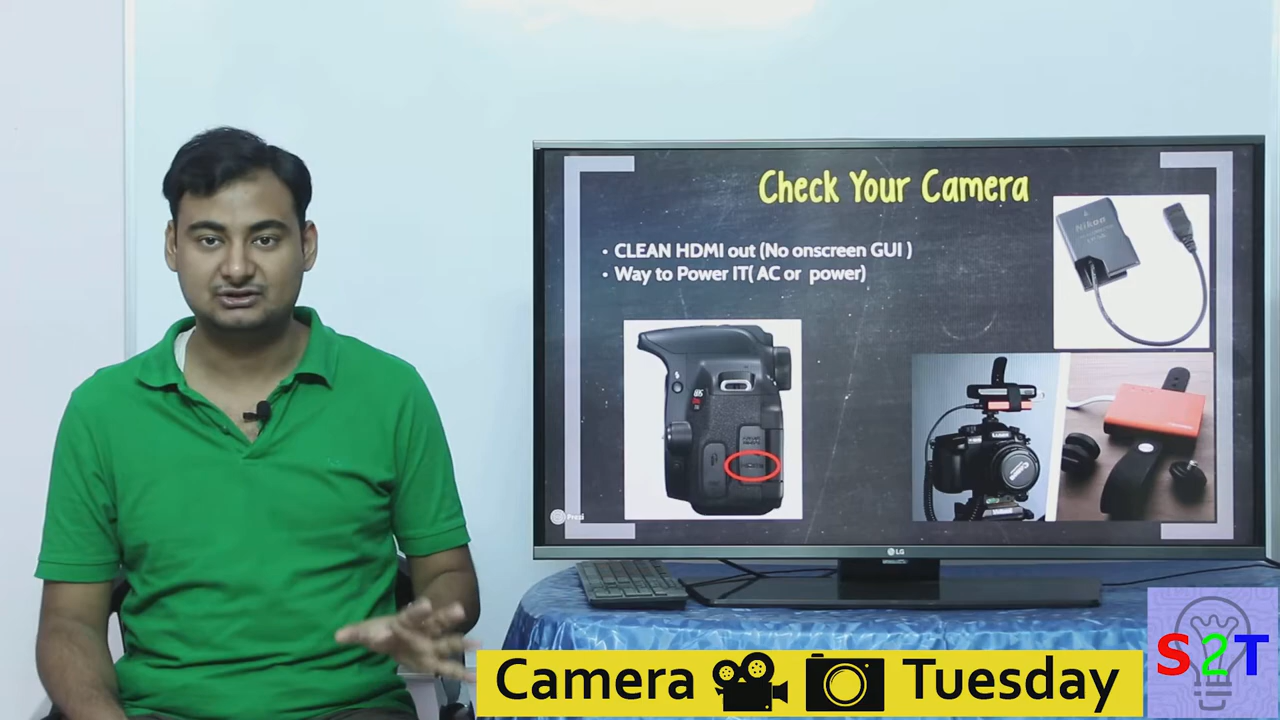 Check Your Camera
• CLEAN HDMI out (No onscreen GUI )
• Way to Power IT( AC or power)
Nikon
Prezi
LG
Camera Tuesday
S2T